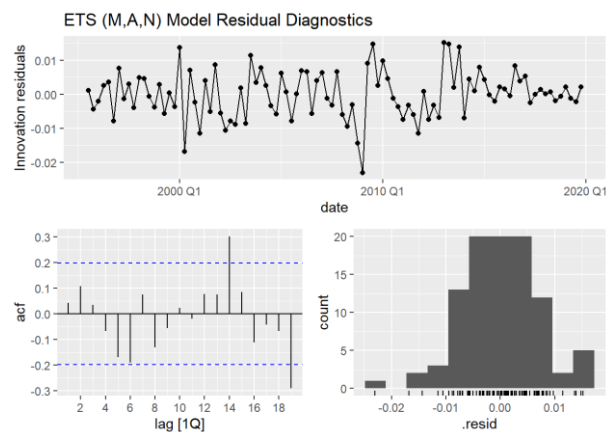 ETS (M,A,N) Model Residual Diagnostics
Innovation residuals
0.01
0.00
-0.01
-0.02
2000 Q1 2010 Q1 2020 Q1
date
acf
0.3
0.2
0.1
0.0
-0.1
-0.2
-0.3
2 4 6 8 10 12 14 16 18
lag [1Q]
count
20
15
10
5
0
-0.02 -0.01 0.00 0.01
.resid